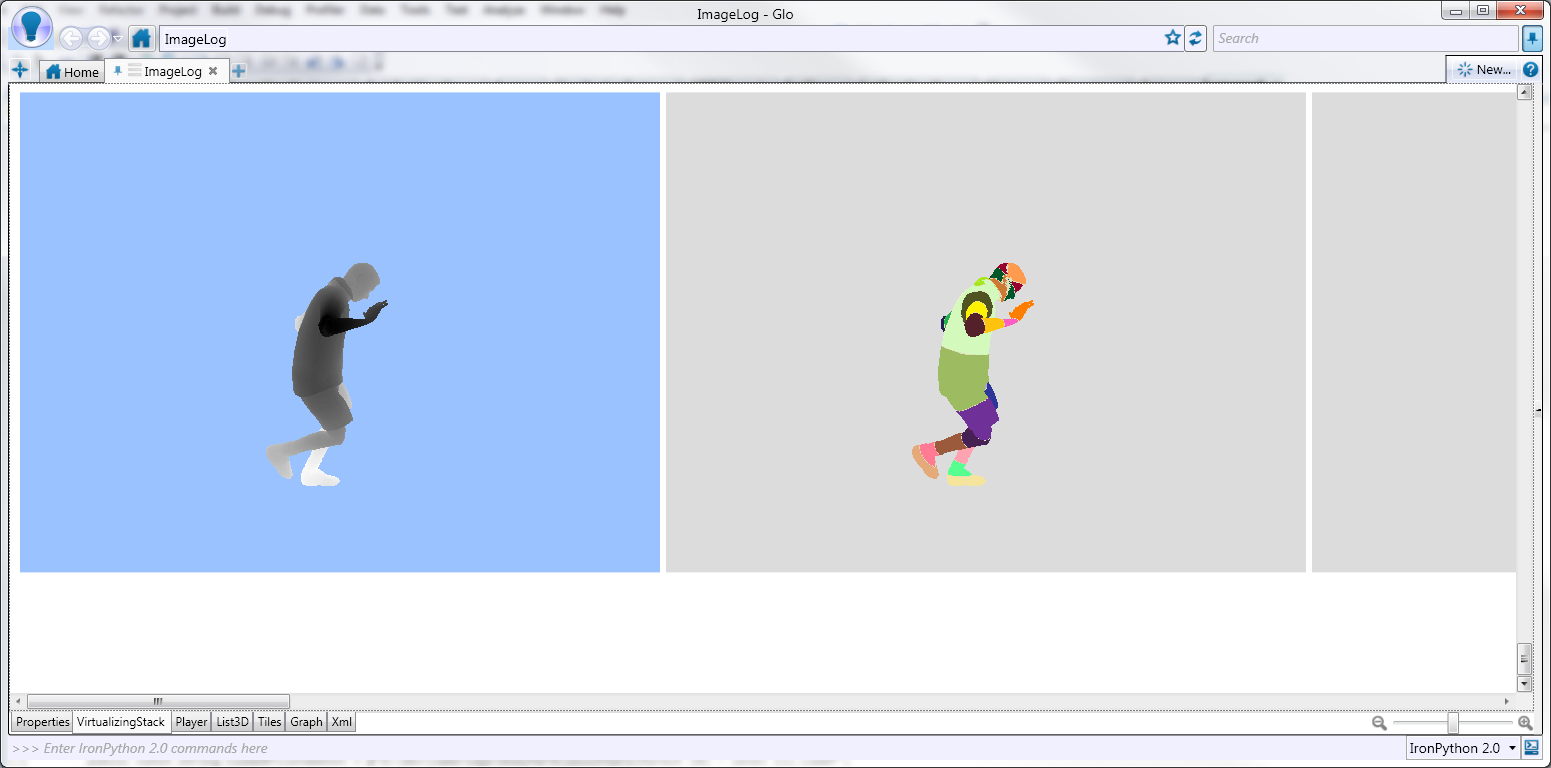 ImageLog - Glo
ImageLog
Search
Home
ImageLog
New...
Properties VirtualizingStack Player List3D Tiles Graph Xml
>>> Enter IronPython 2.0 commands here
IronPython 2.0